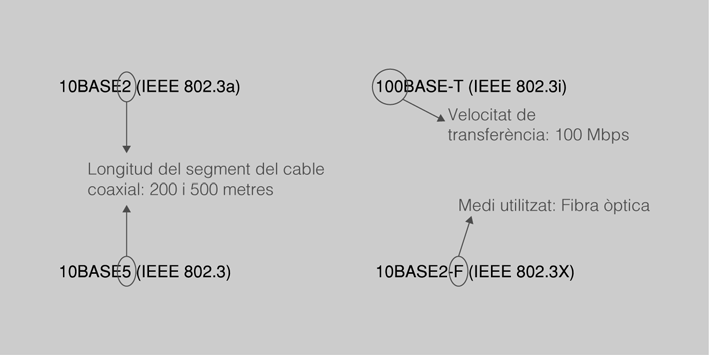 10BASE2 (IEEE 802.3a)
100BASE-T (IEEE 802.3i)
Velocitat de
transferència: 100 Mbps
Longitud del segment del cable
coaxial: 200 i 500 metres
Medi utilitzat: Fibra òptica
10BASE5 (IEEE 802.3)
10BASE2-F (IEEE 802.3X)